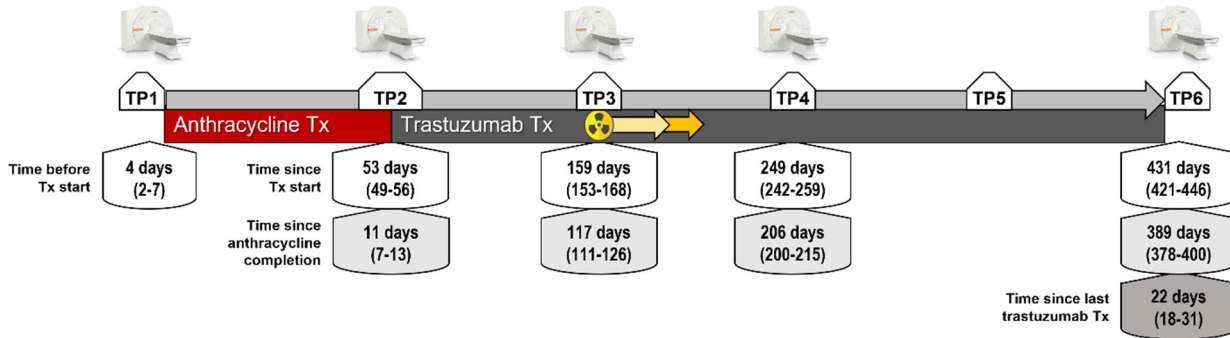 TP1 TP2 TP3 TP4 TP5 TP6
Anthracycline Tx Trastuzumab Tx
Time before
Tx start
4 days
(2-7)
Time since
Tx start
53 days
(49-56)
159 days
(153-168)
249 days
(242-259)
431 days
(421-446)
Time since
anthracycline
completion
11 days
(7-13)
117 days
(111-126)
206 days
(200-215)
389 days
(378-400)
Time since last
trastuzumab Tx
22 days
(18-31)